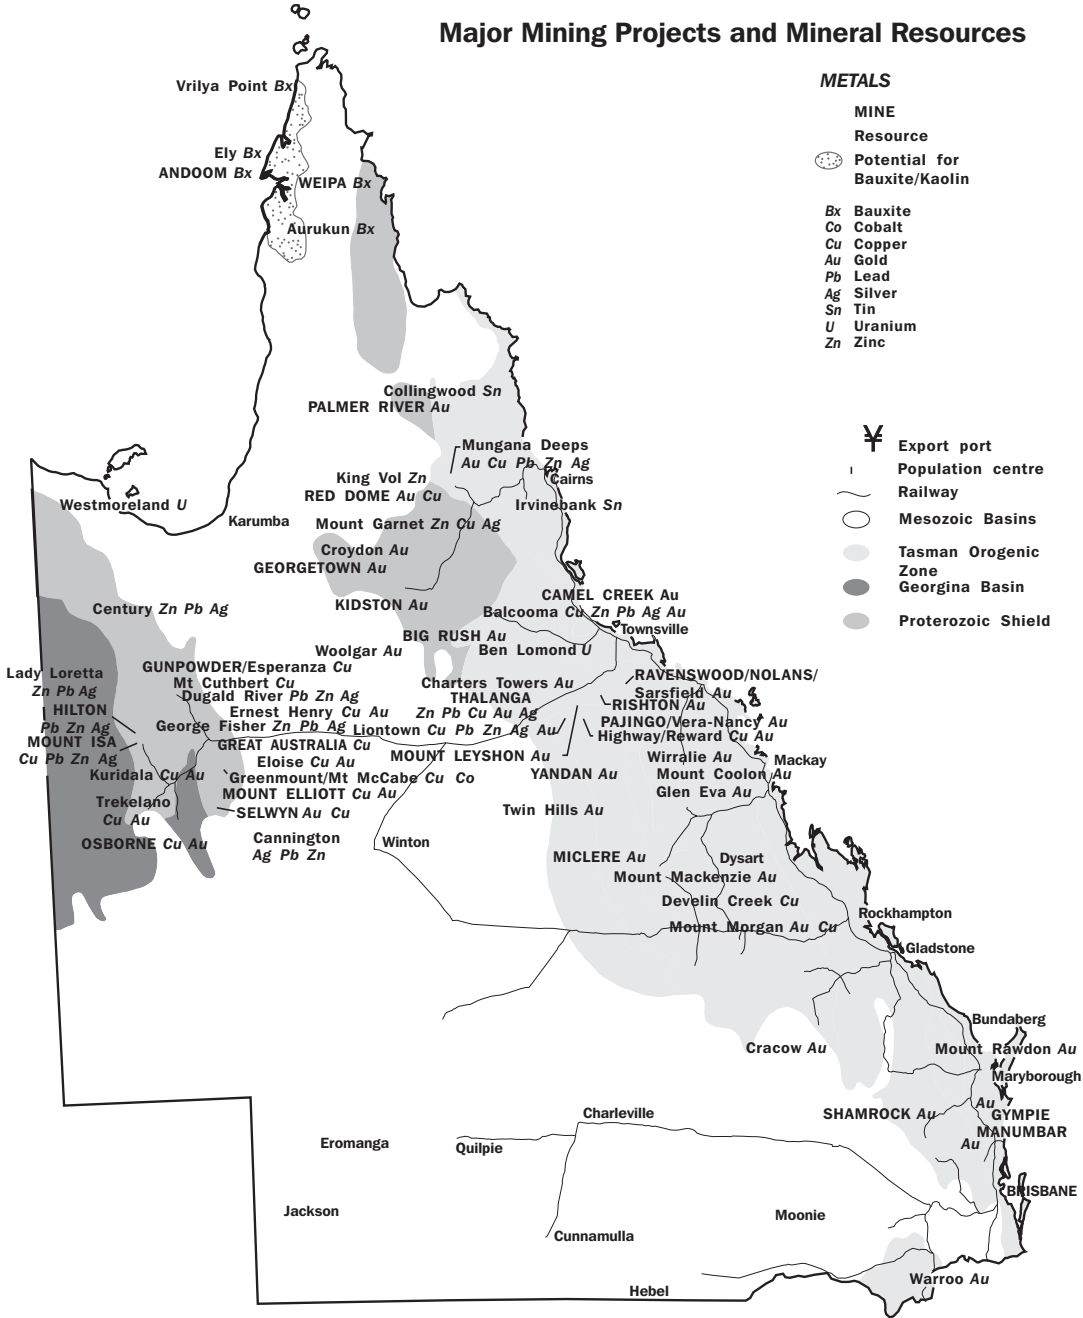 Major Mining Projects and Mineral Resources
METALS
MINE
Resource
Potential for
Bauxite/Kaolin
Bx Bauxite
Co Cobalt
Cu Copper
Au Gold
Pb Lead
Ag Silver
Sn Tin
U Uranium
Zn Zinc
¥ Export port
Population centre
Railway
Mesozoic Basins
Tasman Orogenic
Zone
Georgina Basin
Proterozoic Shield
Vrilya Point Bx
Ely Bx
ANDOOM Bx
WEIPA Bx
Aurukun Bx
Collingwood Sn
PALMER RIVER Au
Mungana Deeps
Au Cu Pb Zn Ag
King Vol Zn
Cairns
RED DOME Au Cu
Westmoreland U
Irvinebank Sn
Karumba
Mount Garnet Zn Cu Ag
Croydon Au
GEORGETOWN Au
CAMEL CREEK Au
KIDSTON Au
Century Zn Pb Ag
Balcooma Cu Zn Pb Ag Au
Townsville
BIG RUSH Au
Woolgar Au
Ben Lomond U
GUNPOWDER/Esperanza Cu
Lady Loretta
Zn Pb Ag
Mt Cuthbert Cu
Charters Towers Au
RAVENSWOOD/NOLANS/
Sarsfield Au
Dugald River Pb Zn Ag
THALANGA
Zn Pb Cu Au Ag
RISHTON Au
HILTON
Pb Zn Ag
Ernest Henry Cu Au
PAJINGO/Vera-Nancy Au
George Fisher Zn Pb Ag
Liontown Cu Pb Zn Ag Au
Highway/Reward Cu Au
MOUNT ISA
Cu Pb Zn Ag
GREAT AUSTRALIA Cu
MOUNT LEYSHON Au
Wirralie Au
Mackay
Eloise Cu Au
Kuridala Cu Au
Greenmount/Mt McCabe Cu Co
YANDAN Au
Mount Coolon Au
MOUNT ELLIOTT Cu Au
Glen Eva Au
Trekelano
Cu Au
SELWYN Au Cu
Twin Hills Au
OSBORNE Cu Au
Cannington
Ag Pb Zn
Winton
MICLERE Au
Dysart
Mount Mackenzie Au
Develin Creek Cu
Rockhampton
Mount Morgan Au Cu
Gladstone
Bundaberg
Cracow Au
Mount Rawdon Au
Maryborough
Au
GYMPIE
Charleville
SHAMROCK Au
MANUMBAR
Au
Eromanga
Quilpie
BRISBANE
Jackson
Moonie
Cunnamulla
Warroo Au
Hebel